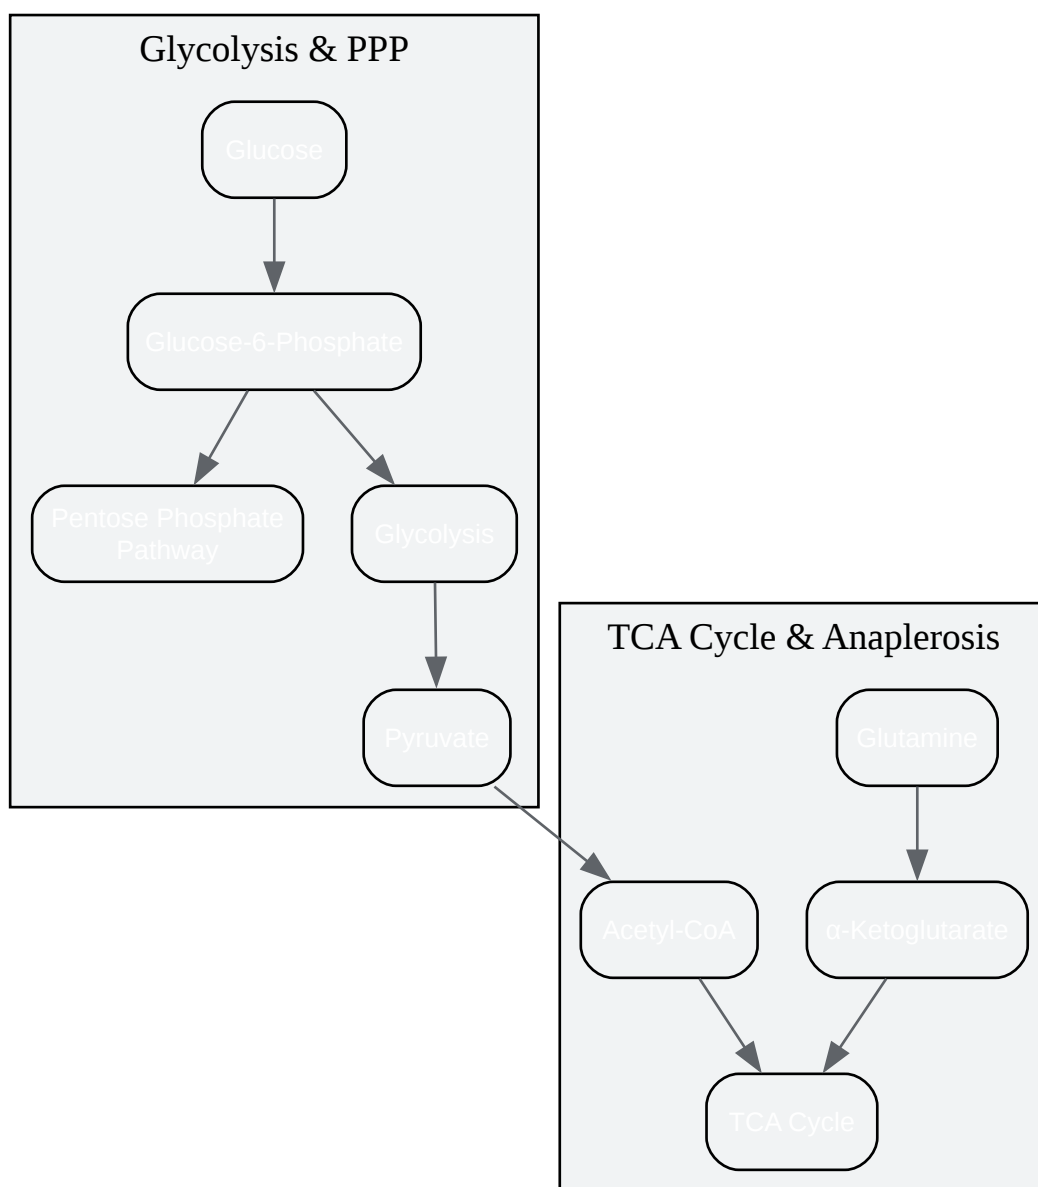 Glycolysis & PPP
Glucose
Glucose-6-Phosphate
Pentose Phosphate
Pathway
Glycolysis
Pyruvate
TCA Cycle & Anaplerosis
Glutamine
Acetyl-CoA
α-Ketoglutarate
TCA Cycle